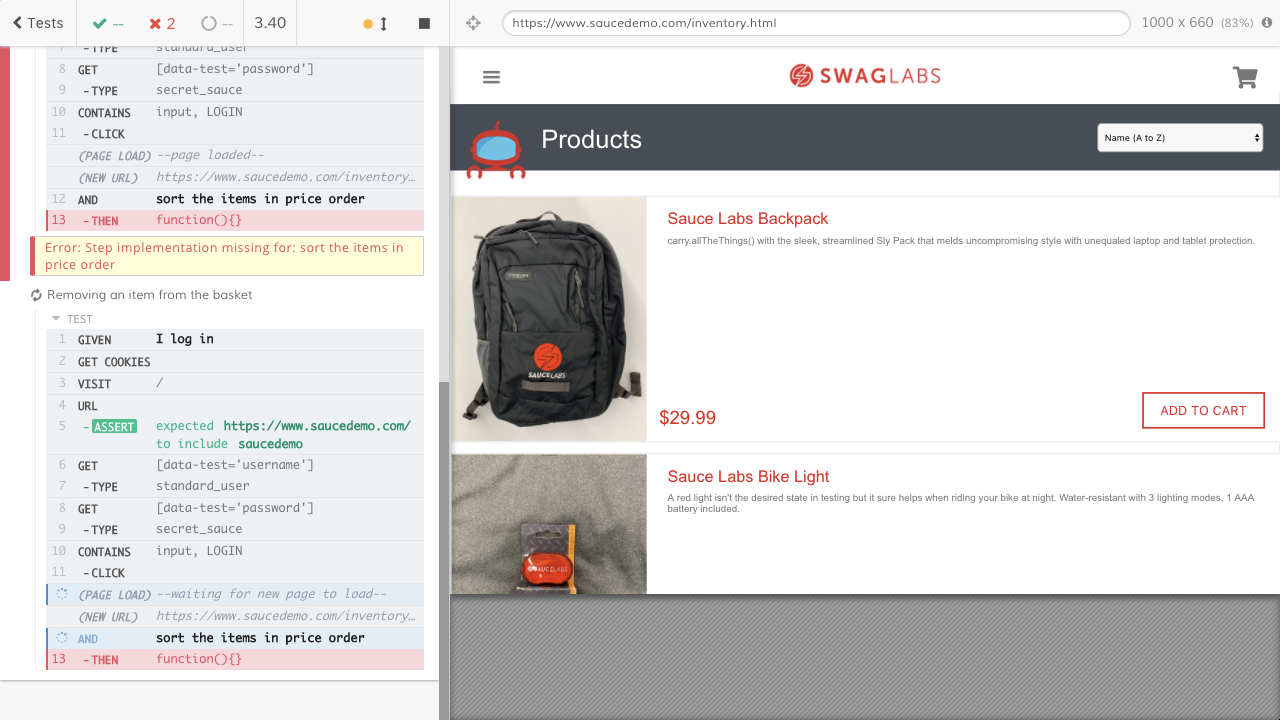 Tests
--
2
--
3.40
7 -TYPE standard_user
8 GET [data-test='password']
9 -TYPE secret_sauce
10 CONTAINS input, LOGIN
11 -CLICK
(PAGE LOAD) --page loaded--
(NEW URL) https://www.saucedemo.com/inventory…
12 AND sort the items in price order
13 -THEN function(){}
Error: Step implementation missing for: sort the items in
price order
Removing an item from the basket
TEST
1 GIVEN I log in
2 GET COOKIES
3 VISIT /
4 URL
5 -ASSERT expected https://www.saucedemo.com/
to include saucedemo
6 GET [data-test='username']
7 -TYPE standard_user
8 GET [data-test='password']
9 -TYPE secret_sauce
10 CONTAINS input, LOGIN
11 -CLICK
(PAGE LOAD) --waiting for new page to load--
(NEW URL) https://www.saucedemo.com/inventory…
AND sort the items in price order
13 -THEN function(){}
https://www.saucedemo.com/inventory.html
1000 x 660 (83%)
SWAGLABS
Products
Name (A to Z)
Sauce Labs Backpack
carry.allTheThings() with the sleek, streamlined Sly Pack that melds uncompromising style with unequaled laptop and tablet protection.
SAUCELABS
$29.99
ADD TO CART
Sauce Labs Bike Light
A red light isn't the desired state in testing but it sure helps when riding your bike at night. Water-resistant with 3 lighting modes, 1 AAA
battery included.
SAUCELABS